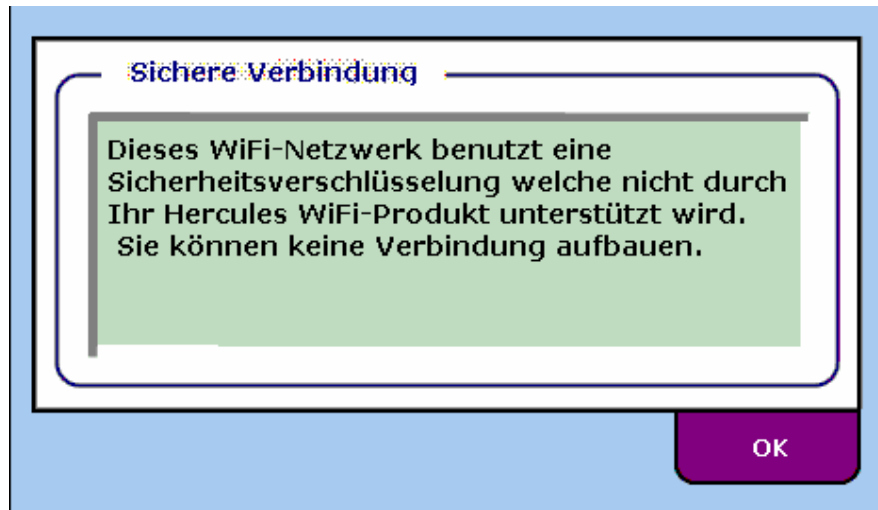 Sichere Verbindung
Dieses WiFi-Netzwerk benutzt eine
Sicherheitsverschlüsselung welche nicht durch
Ihr Hercules WiFi-Produkt unterstützt wird.
Sie können keine Verbindung aufbauen.
OK